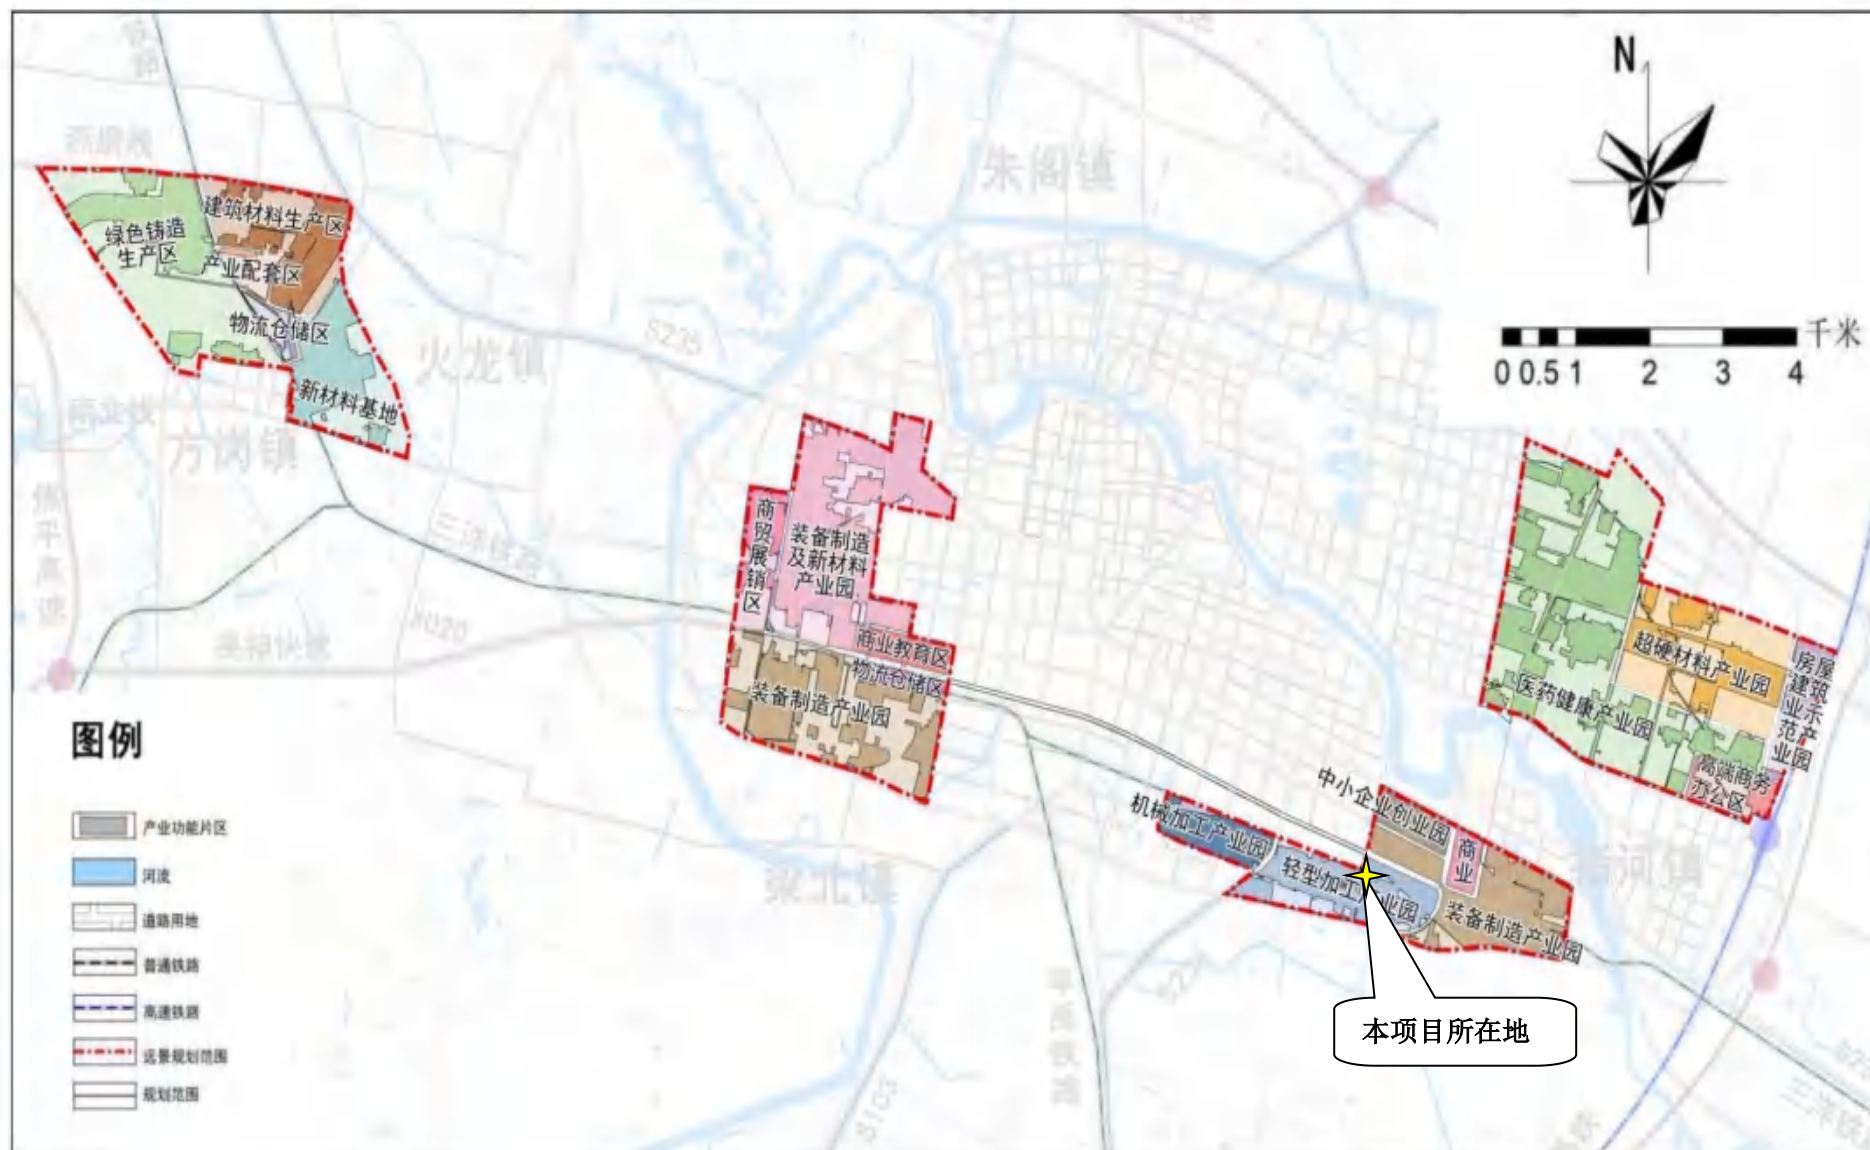 N
千米
0 0.5 1 2 3 4
朱阁镇
建筑材料生产区
绿色铸造
生产区
产业配套区
物流仓储区
新材料基地
火龙镇
S235
方岗镇
三洋铁路
X020
商贸展销区
装备制造
及新材料
产业园
商业教育区
物流仓储区
装备制造产业园
超硬材料产业园
医药健康产业园
房屋建筑业示范产业园
高端商务
办公区
中小企业创业园
机械加工产业园
商业
轻型加工产业园
装备制造产业园
梁北镇
S103
本项目所在地
图例
产业功能片区
河流
道路用地
普通铁路
高速铁路
远景规划范围
规划范围